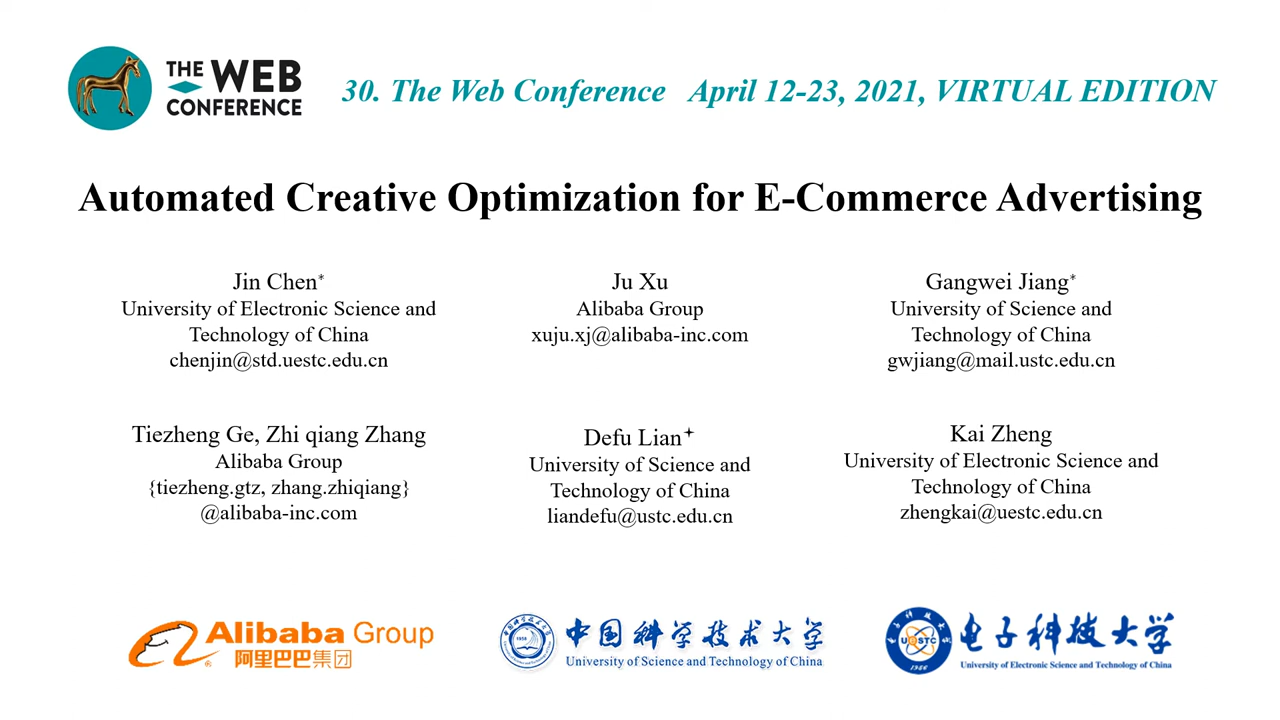 THE WEB
CONFERENCE
30. The Web Conference April 12-23, 2021, VIRTUAL EDITION
Automated Creative Optimization for E-Commerce Advertising
Jin Chen*
University of Electronic Science and
Technology of China
chenjin@std.uestc.edu.cn
Ju Xu
Alibaba Group
xuju.xj@alibaba-inc.com
Gangwei Jiang*
University of Science and
Technology of China
gwjiang@mail.ustc.edu.cn
Tiezheng Ge, Zhi qiang Zhang
Alibaba Group
{tiezheng.gtz, zhang.zhiqiang}
@alibaba-inc.com
Defu Lian✦
University of Science and
Technology of China
liandefu@ustc.edu.cn
Kai Zheng
University of Electronic Science and
Technology of China
zhengkai@uestc.edu.cn
Alibaba Group
阿里巴巴集团
1958
中国科学技术大学
University of Science and Technology of China
UESTC
1956
电子科技大学
University of Electronic Science and Technology of China